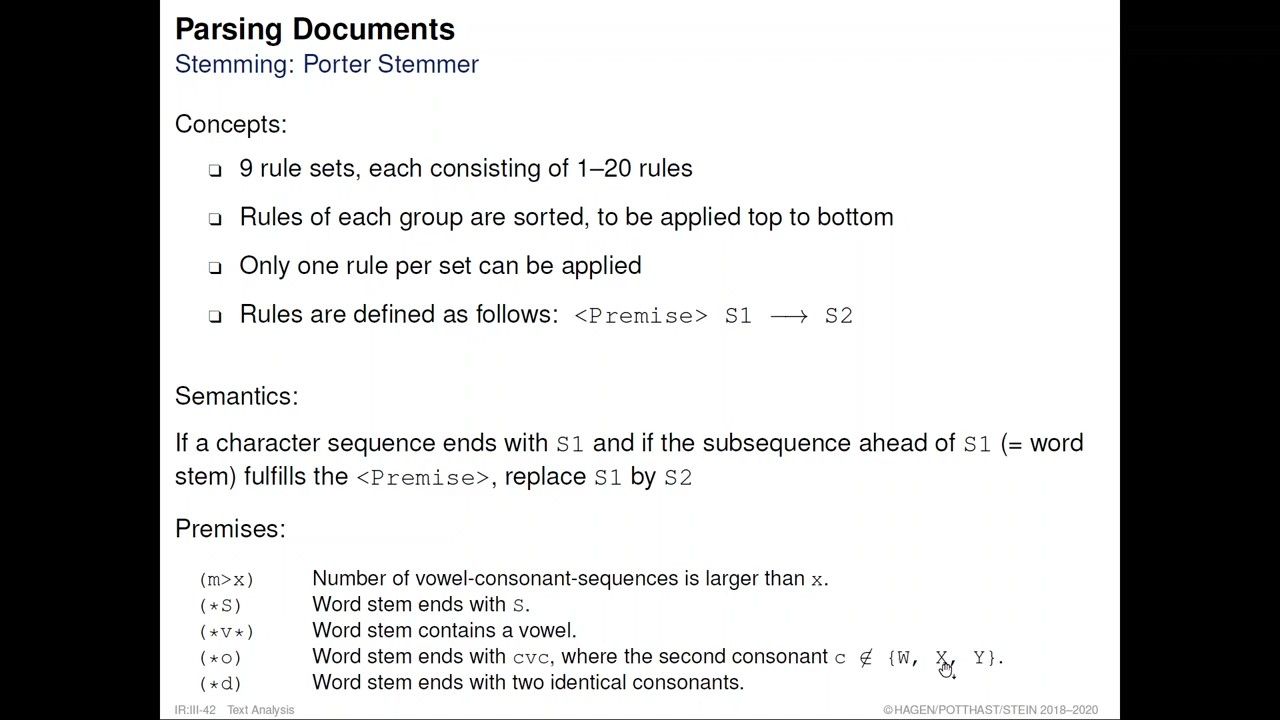 Parsing Documents
Stemming: Porter Stemmer
Concepts:
❑ 9 rule sets, each consisting of 1–20 rules
❑ Rules of each group are sorted, to be applied top to bottom
❑ Only one rule per set can be applied
❑ Rules are defined as follows: <Premise> S1 ⟶ S2
Semantics:
If a character sequence ends with S1 and if the subsequence ahead of S1 (= word
stem) fulfills the <Premise>, replace S1 by S2
Premises:
(m>x) Number of vowel-consonant-sequences is larger than x.
(*S) Word stem ends with S.
(*v*) Word stem contains a vowel.
(*o) Word stem ends with cvc, where the second consonant c ∉ {W, X, Y}.
(*d) Word stem ends with two identical consonants.
IR:III-42 Text Analysis ©HAGEN/POTTHAST/STEIN 2018–2020